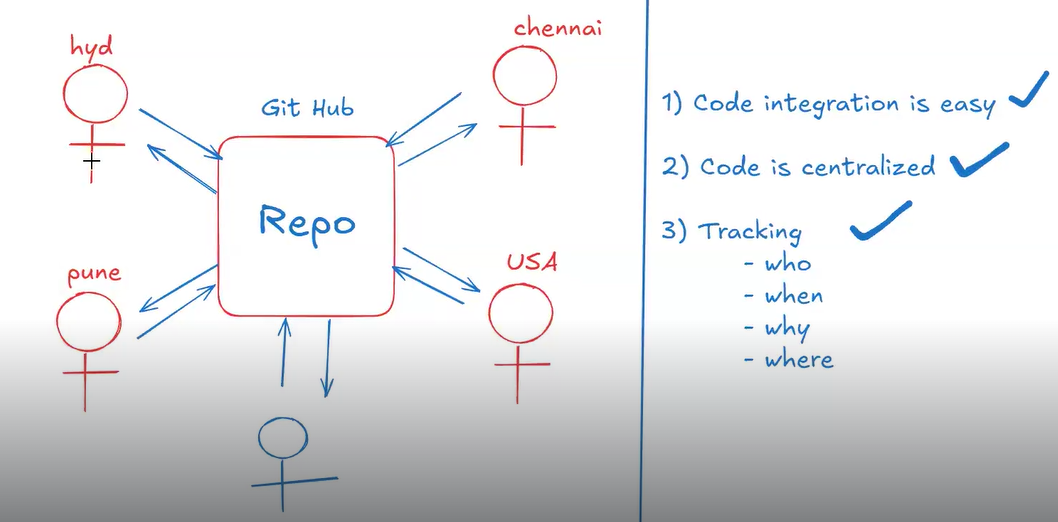 hyd
chennai
Git Hub
Repo
pune
USA
1) Code integration is easy
2) Code is centralized
3) Tracking
- who
- when
- why
- where